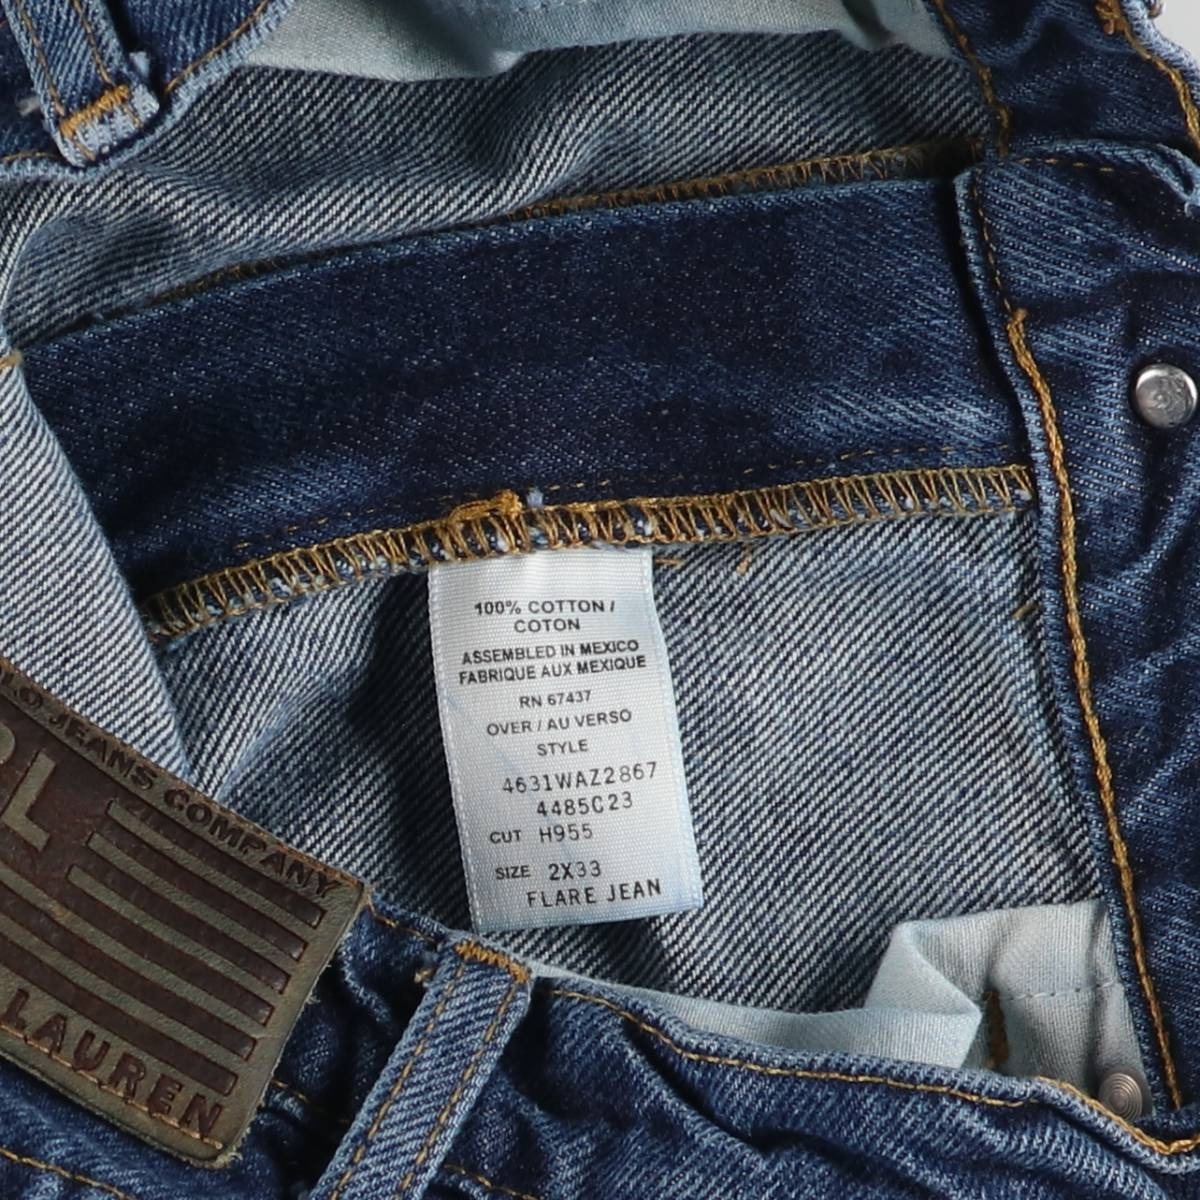 100% COTTON /
COTON
ASSEMBLED IN MEXICO
FABRIQUE AUX MEXIQUE
RN 67437
OVER / AU VERSO
STYLE
4631WAZ2867
4485C23
CUT H955
SIZE 2X33
FLARE JEAN
JEANS COMPANY
RL
LAUREN